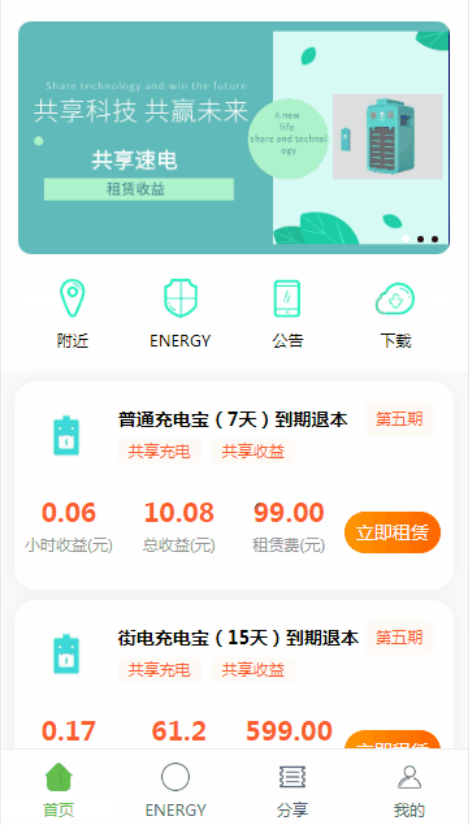 Share technology and win the future
共享科技 共赢未来
共享速电
租赁收益
A new
life
share and technol
ogy
附近
ENERGY
公告
下载
普通充电宝（7天）到期退本
第五期
共享充电
共享收益
0.06
10.08
99.00
小时收益(元)
总收益(元)
租赁费(元)
立即租赁
街电充电宝（15天）到期退本
第五期
共享充电
共享收益
0.17
61.2
599.00
立即租赁
首页
ENERGY
分享
我的